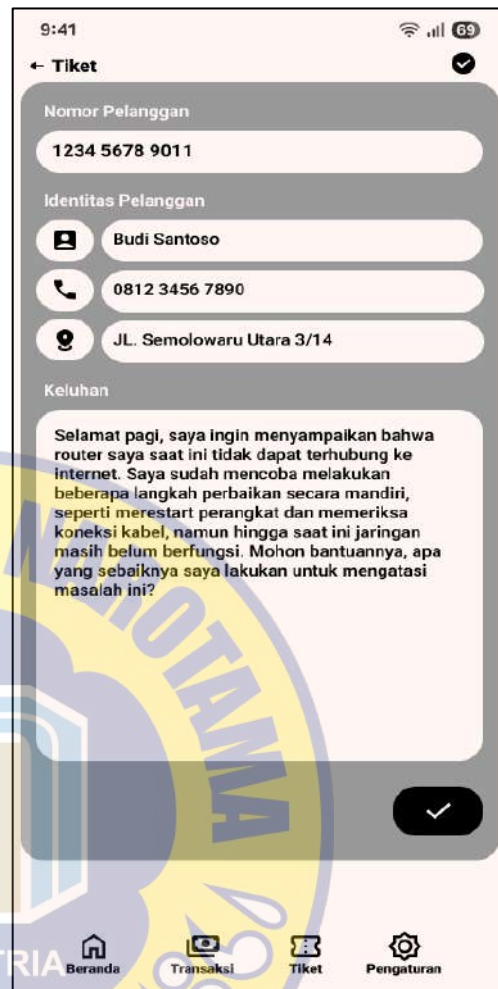 9:41
69
← Tiket
Nomor Pelanggan
1234 5678 9011
Identitas Pelanggan
Budi Santoso
0812 3456 7890
JL. Semolowaru Utara 3/14
Keluhan
Selamat pagi, saya ingin menyampaikan bahwa
router saya saat ini tidak dapat terhubung ke
internet. Saya sudah mencoba melakukan
beberapa langkah perbaikan secara mandiri,
seperti merestart perangkat dan memeriksa
koneksi kabel, namun hingga saat ini jaringan
masih belum berfungsi. Mohon bantuannya, apa
yang sebaiknya saya lakukan untuk mengatasi
masalah ini?
NAROTAMA
TRIA
Beranda
Transaksi
Tiket
Pengaturan